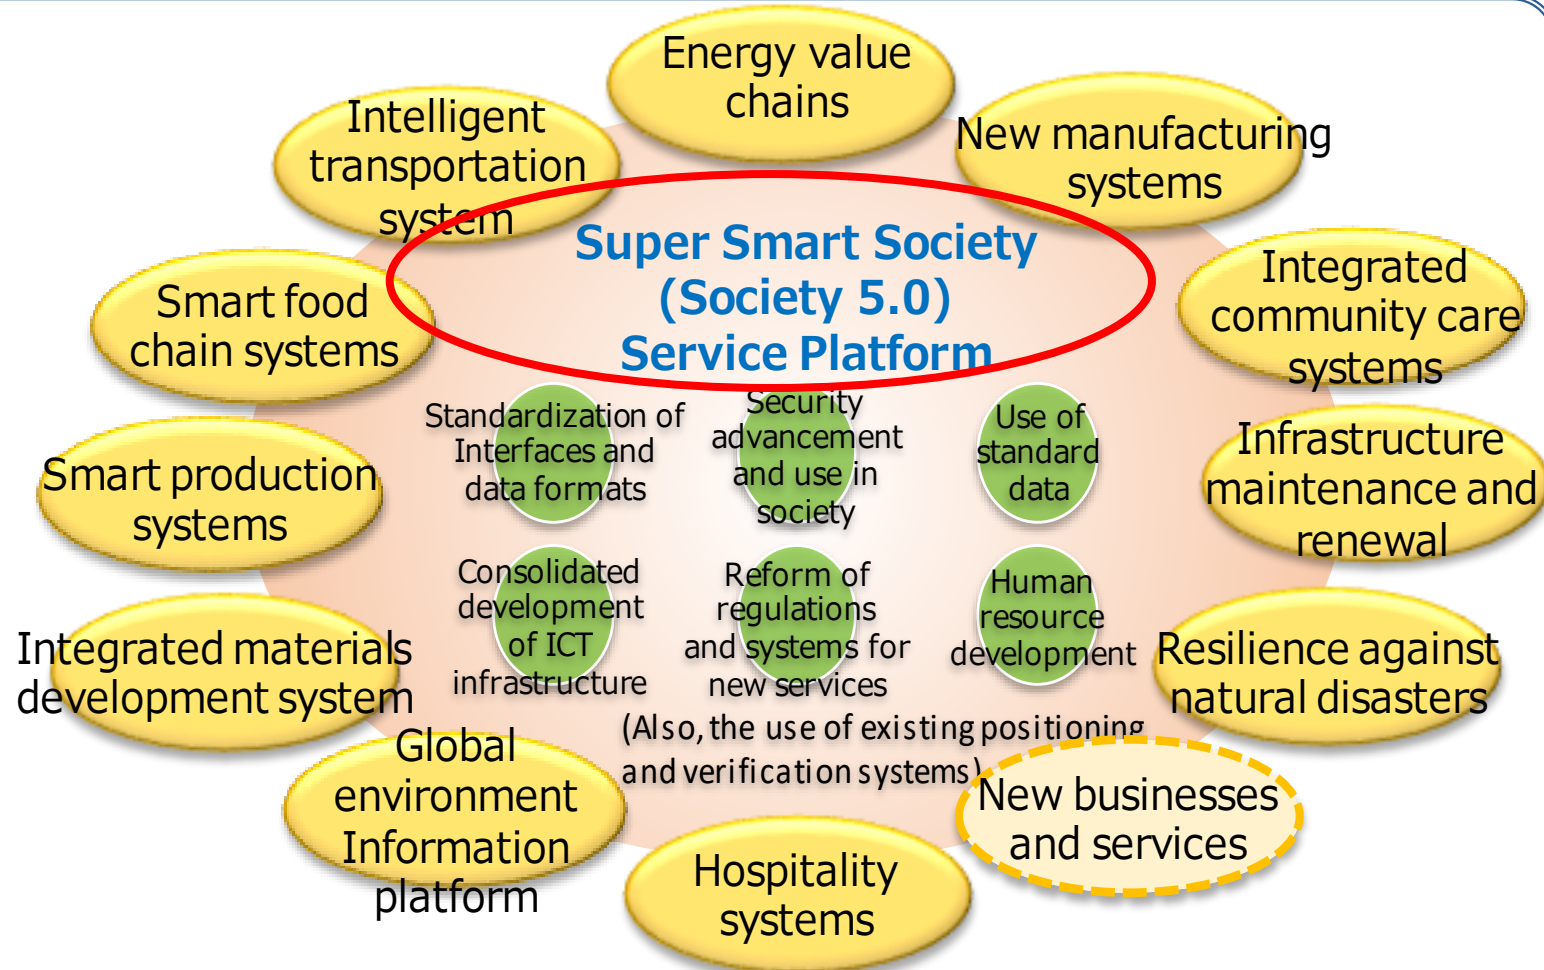 Energy value
chains
Intelligent
transportation
system
New manufacturing
systems
Super Smart Society
(Society 5.0)
Service Platform
Smart food
chain systems
Integrated
community care
systems
Standardization of
Interfaces and
data formats
Security
advancement
and use in
society
Use of
standard
data
Smart production
systems
Infrastructure
maintenance and
renewal
Consolidated
development
of ICT
infrastructure
Reform of
regulations
and systems for
new services
Human
resource
development
Integrated materials
development system
Resilience against
natural disasters
(Also, the use of existing positioning
and verification systems)
Global
environment
Information
platform
New businesses
and services
Hospitality
systems